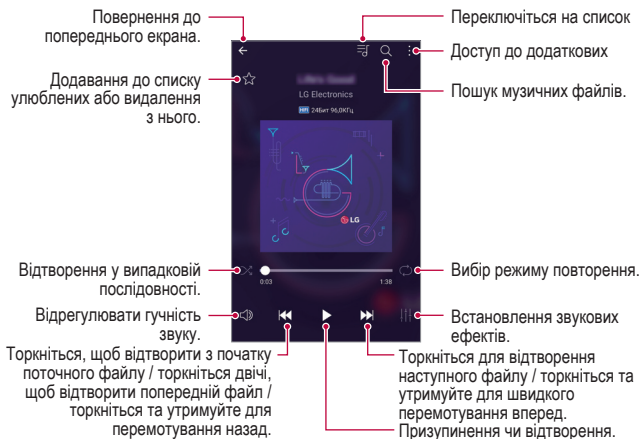 Повернення до
попереднього екрана.
Переключіться на список
Доступ до додаткових
Додавання до списку
улюблених або видалення
з нього.
Пошук музичних файлів.
LG Electronics
HiFi 24Бит 96,0КГц
LG
Відтворення у випадковій
послідовності.
0:03
1:38
Вибір режиму повторення.
Відрегулювати гучність
звуку.
Встановлення звукових
ефектів.
Торкніться, щоб відтворити з початку
поточного файлу / торкніться двічі,
щоб відтворити попередній файл /
торкніться та утримуйте для
перемотування назад.
Торкніться для відтворення
наступного файлу / торкніться та
утримуйте для швидкого
перемотування вперед.
Призупинення чи відтворення.